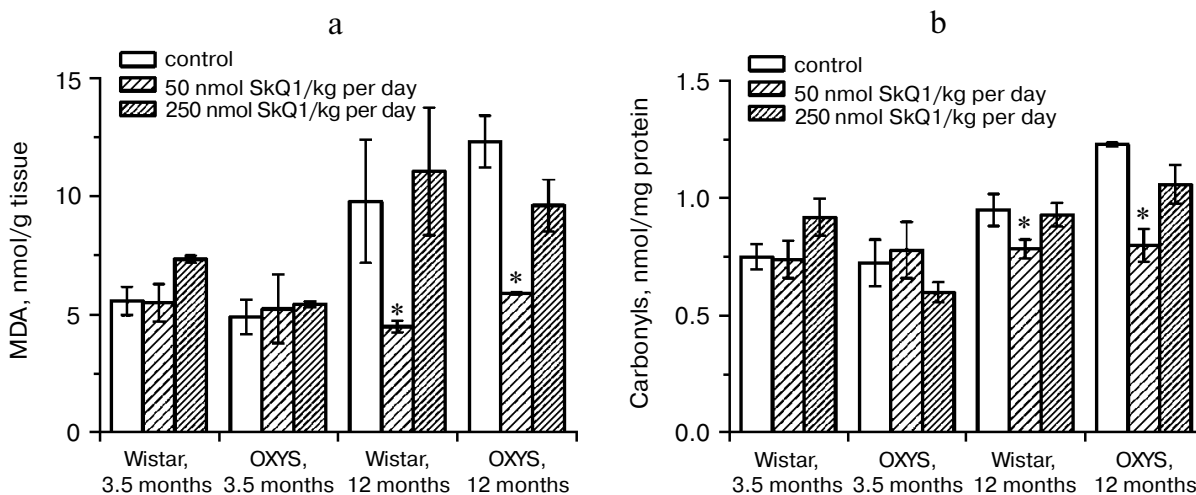 a
control
50 nmol SkQ1/kg per day
250 nmol SkQ1/kg per day
15
10
5
0
MDA, nmol/g tissue
*
*
Wistar,
3.5 months
OXYS,
3.5 months
Wistar,
12 months
OXYS,
12 months
b
control
50 nmol SkQ1/kg per day
250 nmol SkQ1/kg per day
1.5
1.0
0.5
0.0
Carbonyls, nmol/mg protein
*
*
Wistar,
3.5 months
OXYS,
3.5 months
Wistar,
12 months
OXYS,
12 months